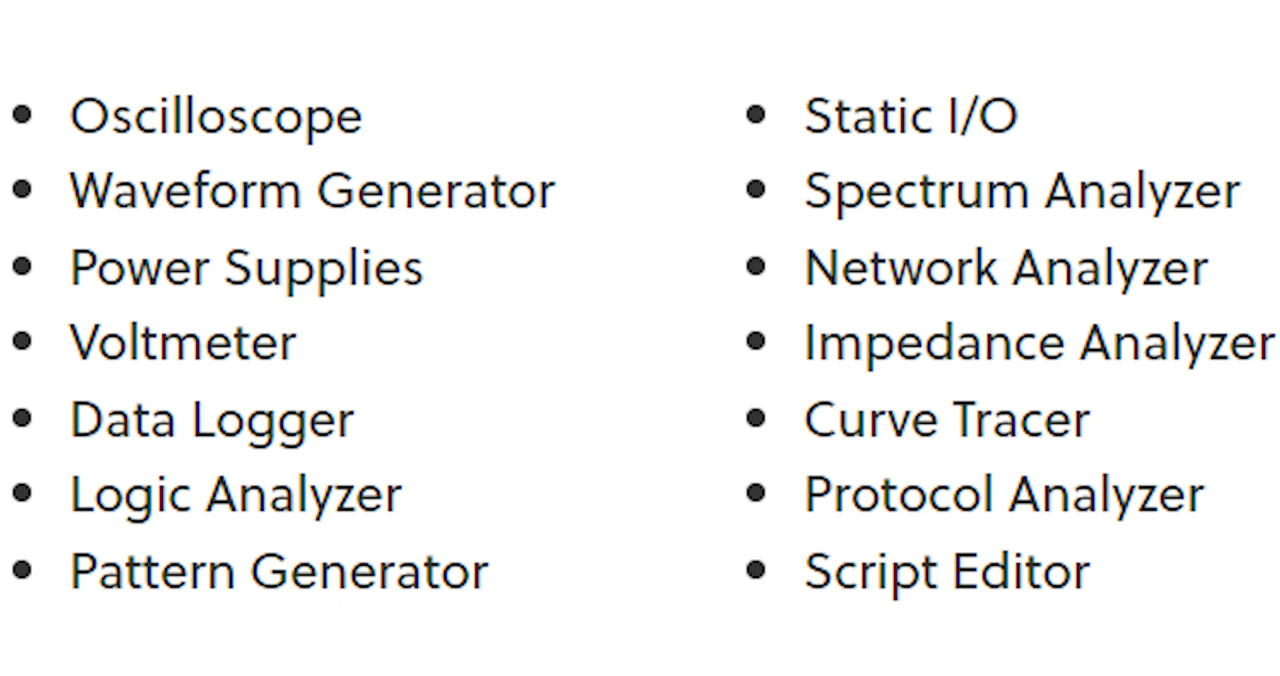 Oscilloscope
Waveform Generator
Power Supplies
Voltmeter
Data Logger
Logic Analyzer
Pattern Generator
Static I/O
Spectrum Analyzer
Network Analyzer
Impedance Analyzer
Curve Tracer
Protocol Analyzer
Script Editor